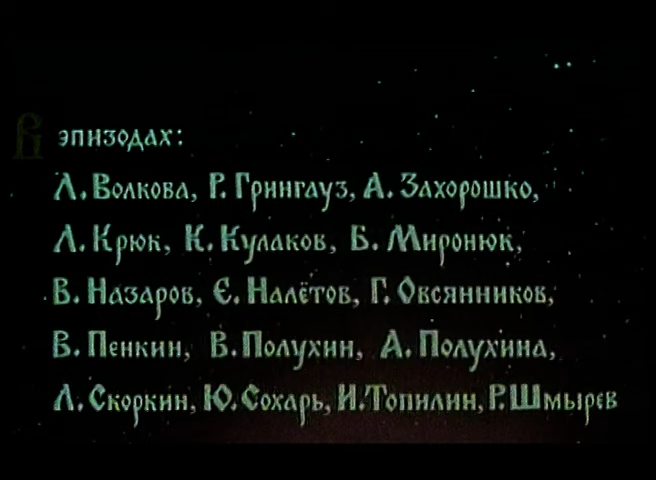 В эпизодах:
Л. Волкова, Р. Грингауз, А. Захорошко,
Л. Крюк, К. Кулаков, Б. Миронюк,
В. Назаров, Е. Налётов, Г. Овсянников,
В. Пенкин, В. Полухин, А. Полухина,
Л. Скоркин, Ю. Сохарь, И. Топилин, Р. Шмырев